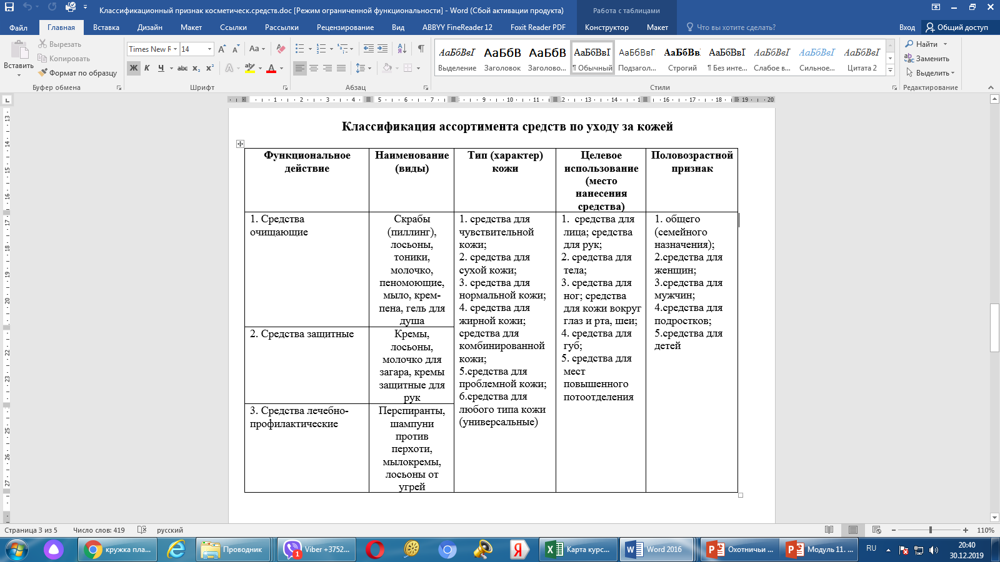 Классификационный признак косметическ.средств.doc [Режим ограниченной функциональности] - Word (Сбой активации продукта)
Работа с таблицами
Файл Главная Вставка Дизайн Макет Ссылки Рассылки Рецензирование Вид ABBYY FineReader 12 Foxit Reader PDF Конструктор Макет Что вы хотите сделать? Вход Общий доступ
Вставить
Вырезать
Копировать
Формат по образцу
Буфер обмена
Times New R 14
Ж К Ч abc x₂ x²
Шрифт
Абзац
АаБбВвГ АаБбВ АаБбВ АаБбВвГ АаБбВвГ АаБбВвГ АаБбВвГ АаБбВвГ АаБбВвГ АаБбВвГ
Выделение Заголовок Заголово... ¶ Обычный Подзагол... Строгий ¶ Без инте... Слабое в... Сильное... Цитата 2
Стили
Найти
Заменить
Выделить
Редактирование
1 2 3 4 5 6 7 9 10 11 12 13 14 16 17 18 19 20
13
14
15
16
17
18
19
20
21
22
23
25
26
27
Классификация ассортимента средств по уходу за кожей
Функциональное
действие
Наименование
(виды)
Тип (характер)
кожи
Целевое
использование
(место
нанесения
средства)
Половозрастной
признак
1. Средства
очищающие
Скрабы
(пиллинг),
лосьоны,
тоники,
молочко,
пеномоющие,
мыло, крем-
пена, гель для
душа
1. средства для
чувствительной
кожи;
2. средства для
сухой кожи;
3. средства для
нормальной кожи;
4. средства для
жирной кожи;
средства для
комбинированной
кожи;
5.средства для
проблемной кожи;
6.средства для
любого типа кожи
(универсальные)
1. средства для
лица; средства
для рук;
2. средства для
тела;
3. средства для
ног; средства
для кожи вокруг
глаз и рта, шеи;
4. средства для
губ;
5. средства для
мест
повышенного
потоотделения
1. общего
(семейного
назначения);
2.средства для
женщин;
3.средства для
мужчин;
4.средства для
подростков;
5.средства для
детей
2. Средства защитные
Кремы,
лосьоны,
молочко для
загара, кремы
защитные для
рук
3. Средства лечебно-
профилактические
Перспиранты,
шампуни
против
перхоти,
мылокремы,
лосьоны от
угрей
Страница 3 из 5 Число слов: 419 русский 110%
кружка пла... Проводник Viber +3752... 1 Карта курс... Word 2016 Охотничьи ... Модуль 11. ... RU 20:40
30.12.2019